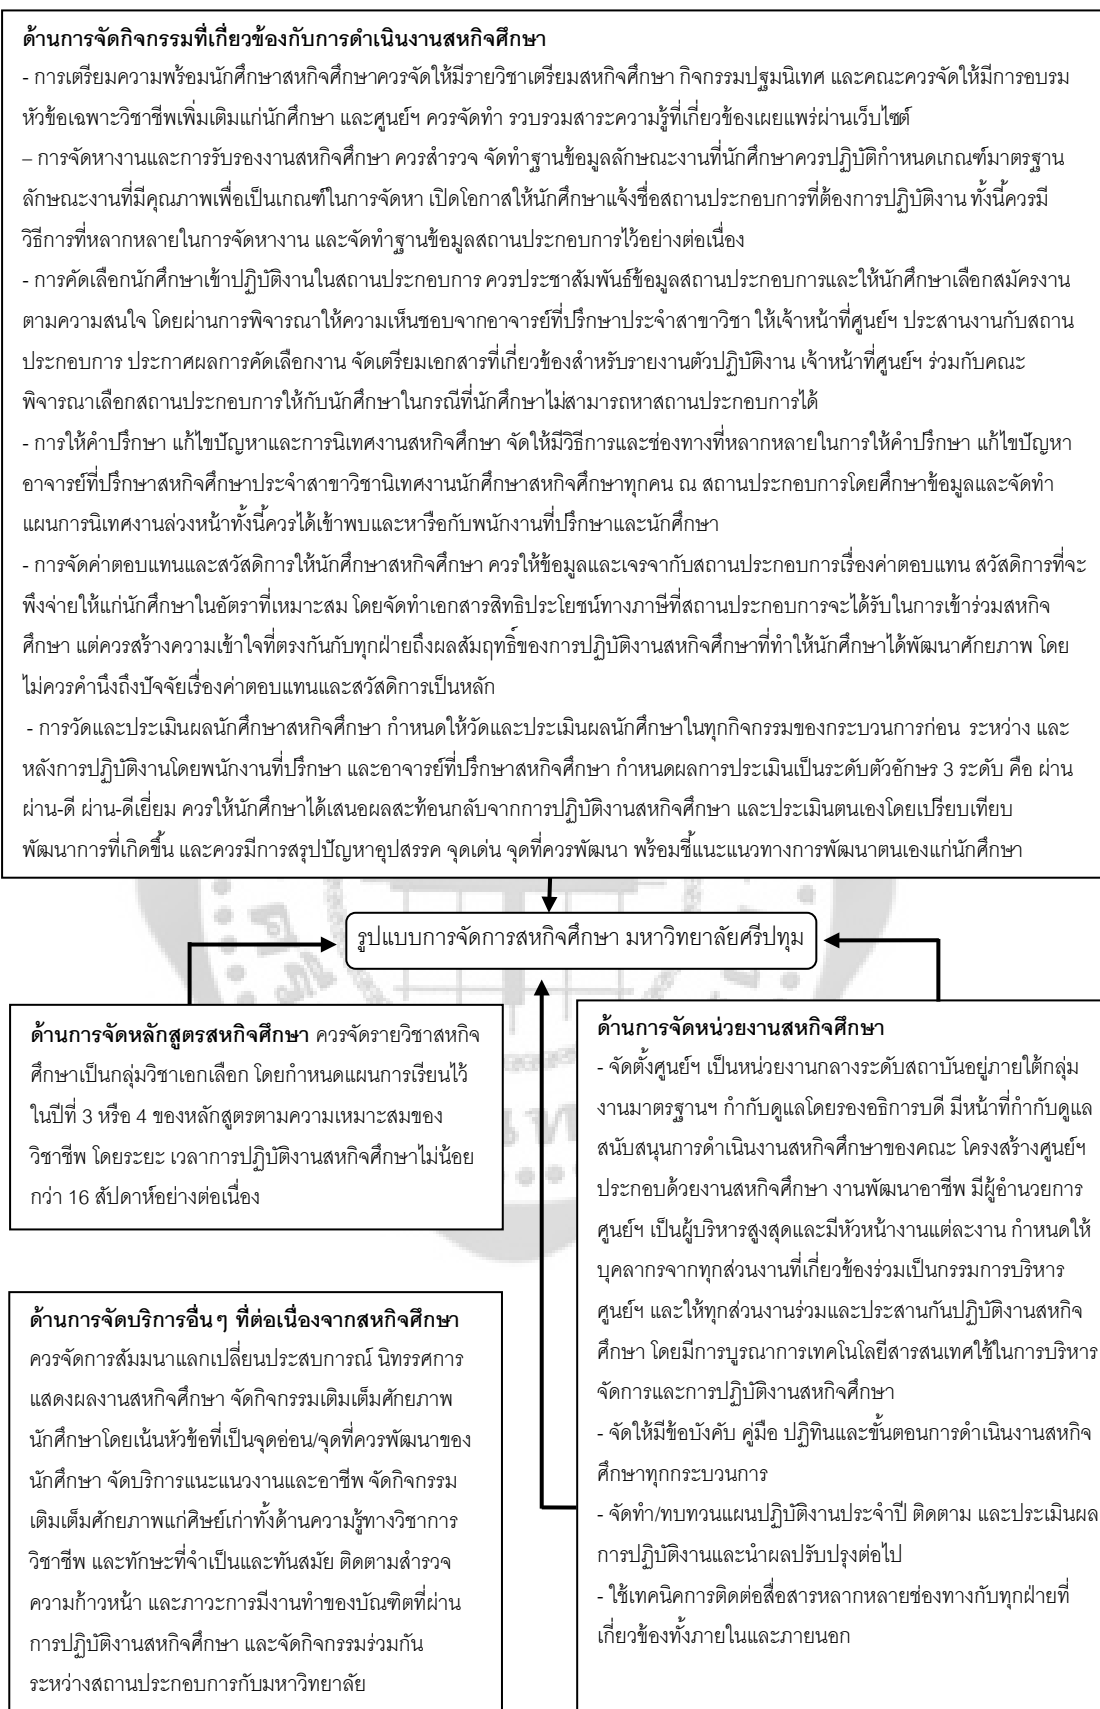 ด้านการจัดกิจกรรมที่เกี่ยวข้องกับการดำเนินงานสหกิจศึกษา
- การเตรียมความพร้อมนักศึกษาสหกิจศึกษาควรจัดให้มีรายวิชาเตรียมสหกิจศึกษา กิจกรรมปฐมนิเทศ และคณะควรจัดให้มีการอบรม
หัวข้อเฉพาะวิชาชีพเพิ่มเติมแก่นักศึกษา และศูนย์ฯ ควรจัดทำ รวบรวมสาระความรู้ที่เกี่ยวข้องเผยแพร่ผ่านเว็บไซต์
– การจัดหางานและการรับรองงานสหกิจศึกษา ควรสำรวจ จัดทำฐานข้อมูลลักษณะงานที่นักศึกษาควรปฏิบัติกำหนดเกณฑ์มาตรฐาน
ลักษณะงานที่มีคุณภาพเพื่อเป็นเกณฑ์ในการจัดหา เปิดโอกาสให้นักศึกษาแจ้งชื่อสถานประกอบการที่ต้องการปฏิบัติงาน ทั้งนี้ควรมี
วิธีการที่หลากหลายในการจัดหางาน และจัดทำฐานข้อมูลสถานประกอบการไว้อย่างต่อเนื่อง
- การคัดเลือกนักศึกษาเข้าปฏิบัติงานในสถานประกอบการ ควรประชาสัมพันธ์ข้อมูลสถานประกอบการและให้นักศึกษาเลือกสมัครงาน
ตามความสนใจ โดยผ่านการพิจารณาให้ความเห็นชอบจากอาจารย์ที่ปรึกษาประจำสาขาวิชา ให้เจ้าหน้าที่ศูนย์ฯ ประสานงานกับสถาน
ประกอบการ ประกาศผลการคัดเลือกงาน จัดเตรียมเอกสารที่เกี่ยวข้องสำหรับรายงานตัวปฏิบัติงาน เจ้าหน้าที่ศูนย์ฯ ร่วมกับคณะ
พิจารณาเลือกสถานประกอบการให้กับนักศึกษาในกรณีที่นักศึกษาไม่สามารถหาสถานประกอบการได้
- การให้คำปรึกษา แก้ไขปัญหาและการนิเทศงานสหกิจศึกษา จัดให้มีวิธีการและช่องทางที่หลากหลายในการให้คำปรึกษา แก้ไขปัญหา
อาจารย์ที่ปรึกษาสหกิจศึกษาประจำสาขาวิชานิเทศงานนักศึกษาสหกิจศึกษาทุกคน ณ สถานประกอบการโดยศึกษาข้อมูลและจัดทำ
แผนการนิเทศงานล่วงหน้าทั้งนี้ควรได้เข้าพบและหารือกับพนักงานที่ปรึกษาและนักศึกษา
- การจัดค่าตอบแทนและสวัสดิการให้นักศึกษาสหกิจศึกษา ควรให้ข้อมูลและเจรจากับสถานประกอบการเรื่องค่าตอบแทน สวัสดิการที่จะ
พึงจ่ายให้แก่นักศึกษาในอัตราที่เหมาะสม โดยจัดทำเอกสารสิทธิประโยชน์ทางภาษีที่สถานประกอบการจะได้รับในการเข้าร่วมสหกิจ
ศึกษา แต่ควรสร้างความเข้าใจที่ตรงกันกับทุกฝ่ายถึงผลสัมฤทธิ์ของการปฏิบัติงานสหกิจศึกษาที่ทำให้นักศึกษาได้พัฒนาศักยภาพ โดย
ไม่ควรคำนึงถึงปัจจัยเรื่องค่าตอบแทนและสวัสดิการเป็นหลัก
- การวัดและประเมินผลนักศึกษาสหกิจศึกษา กำหนดให้วัดและประเมินผลนักศึกษาในทุกกิจกรรมของกระบวนการก่อน ระหว่าง และ
หลังการปฏิบัติงานโดยพนักงานที่ปรึกษา และอาจารย์ที่ปรึกษาสหกิจศึกษา กำหนดผลการประเมินเป็นระดับตัวอักษร 3 ระดับ คือ ผ่าน
ผ่าน-ดี ผ่าน-ดีเยี่ยม ควรให้นักศึกษาได้เสนอผลสะท้อนกลับจากการปฏิบัติงานสหกิจศึกษา และประเมินตนเองโดยเปรียบเทียบ
พัฒนาการที่เกิดขึ้น และควรมีการสรุปปัญหาอุปสรรค จุดเด่น จุดที่ควรพัฒนา พร้อมชี้แนะแนวทางการพัฒนาตนเองแก่นักศึกษา
รูปแบบการจัดการสหกิจศึกษา มหาวิทยาลัยศรีปทุม
ด้านการจัดหลักสูตรสหกิจศึกษา ควรจัดรายวิชาสหกิจ
ศึกษาเป็นกลุ่มวิชาเอกเลือก โดยกำหนดแผนการเรียนไว้
ในปีที่ 3 หรือ 4 ของหลักสูตรตามความเหมาะสมของ
วิชาชีพ โดยระยะ เวลาการปฏิบัติงานสหกิจศึกษาไม่น้อย
กว่า 16 สัปดาห์อย่างต่อเนื่อง
ด้านการจัดบริการอื่นๆ ที่ต่อเนื่องจากสหกิจศึกษา
ควรจัดการสัมมนาแลกเปลี่ยนประสบการณ์ นิทรรศการ
แสดงผลงานสหกิจศึกษา จัดกิจกรรมเติมเต็มศักยภาพ
นักศึกษาโดยเน้นหัวข้อที่เป็นจุดอ่อน/จุดที่ควรพัฒนาของ
นักศึกษา จัดบริการแนะแนวงานและอาชีพ จัดกิจกรรม
เติมเต็มศักยภาพแก่ศิษย์เก่าทั้งด้านความรู้ทางวิชาการ
วิชาชีพ และทักษะที่จำเป็นและทันสมัย ติดตามสำรวจ
ความก้าวหน้า และภาวะการมีงานทำของบัณฑิตที่ผ่าน
การปฏิบัติงานสหกิจศึกษา และจัดกิจกรรมร่วมกัน
ระหว่างสถานประกอบการกับมหาวิทยาลัย
ด้านการจัดหน่วยงานสหกิจศึกษา
- จัดตั้งศูนย์ฯ เป็นหน่วยงานกลางระดับสถาบันอยู่ภายใต้กลุ่ม
งานมาตรฐานฯ กำกับดูแลโดยรองอธิการบดี มีหน้าที่กำกับดูแล
สนับสนุนการดำเนินงานสหกิจศึกษาของคณะ โครงสร้างศูนย์ฯ
ประกอบด้วยงานสหกิจศึกษา งานพัฒนาอาชีพ มีผู้อำนวยการ
ศูนย์ฯ เป็นผู้บริหารสูงสุดและมีหัวหน้างานแต่ละงาน กำหนดให้
บุคลากรจากทุกส่วนงานที่เกี่ยวข้องร่วมเป็นกรรมการบริหาร
ศูนย์ฯ และให้ทุกส่วนงานร่วมและประสานกันปฏิบัติงานสหกิจ
ศึกษา โดยมีการบูรณาการเทคโนโลยีสารสนเทศใช้ในการบริหาร
จัดการและการปฏิบัติงานสหกิจศึกษา
- จัดให้มีข้อบังคับ คู่มือ ปฏิทินและขั้นตอนการดำเนินงานสหกิจ
ศึกษาทุกกระบวนการ
- จัดทำ/ทบทวนแผนปฏิบัติงานประจำปี ติดตาม และประเมินผล
การปฏิบัติงานและนำผลปรับปรุงต่อไป
- ใช้เทคนิคการติดต่อสื่อสารหลากหลายช่องทางกับทุกฝ่ายที่
เกี่ยวข้องทั้งภายในและภายนอก